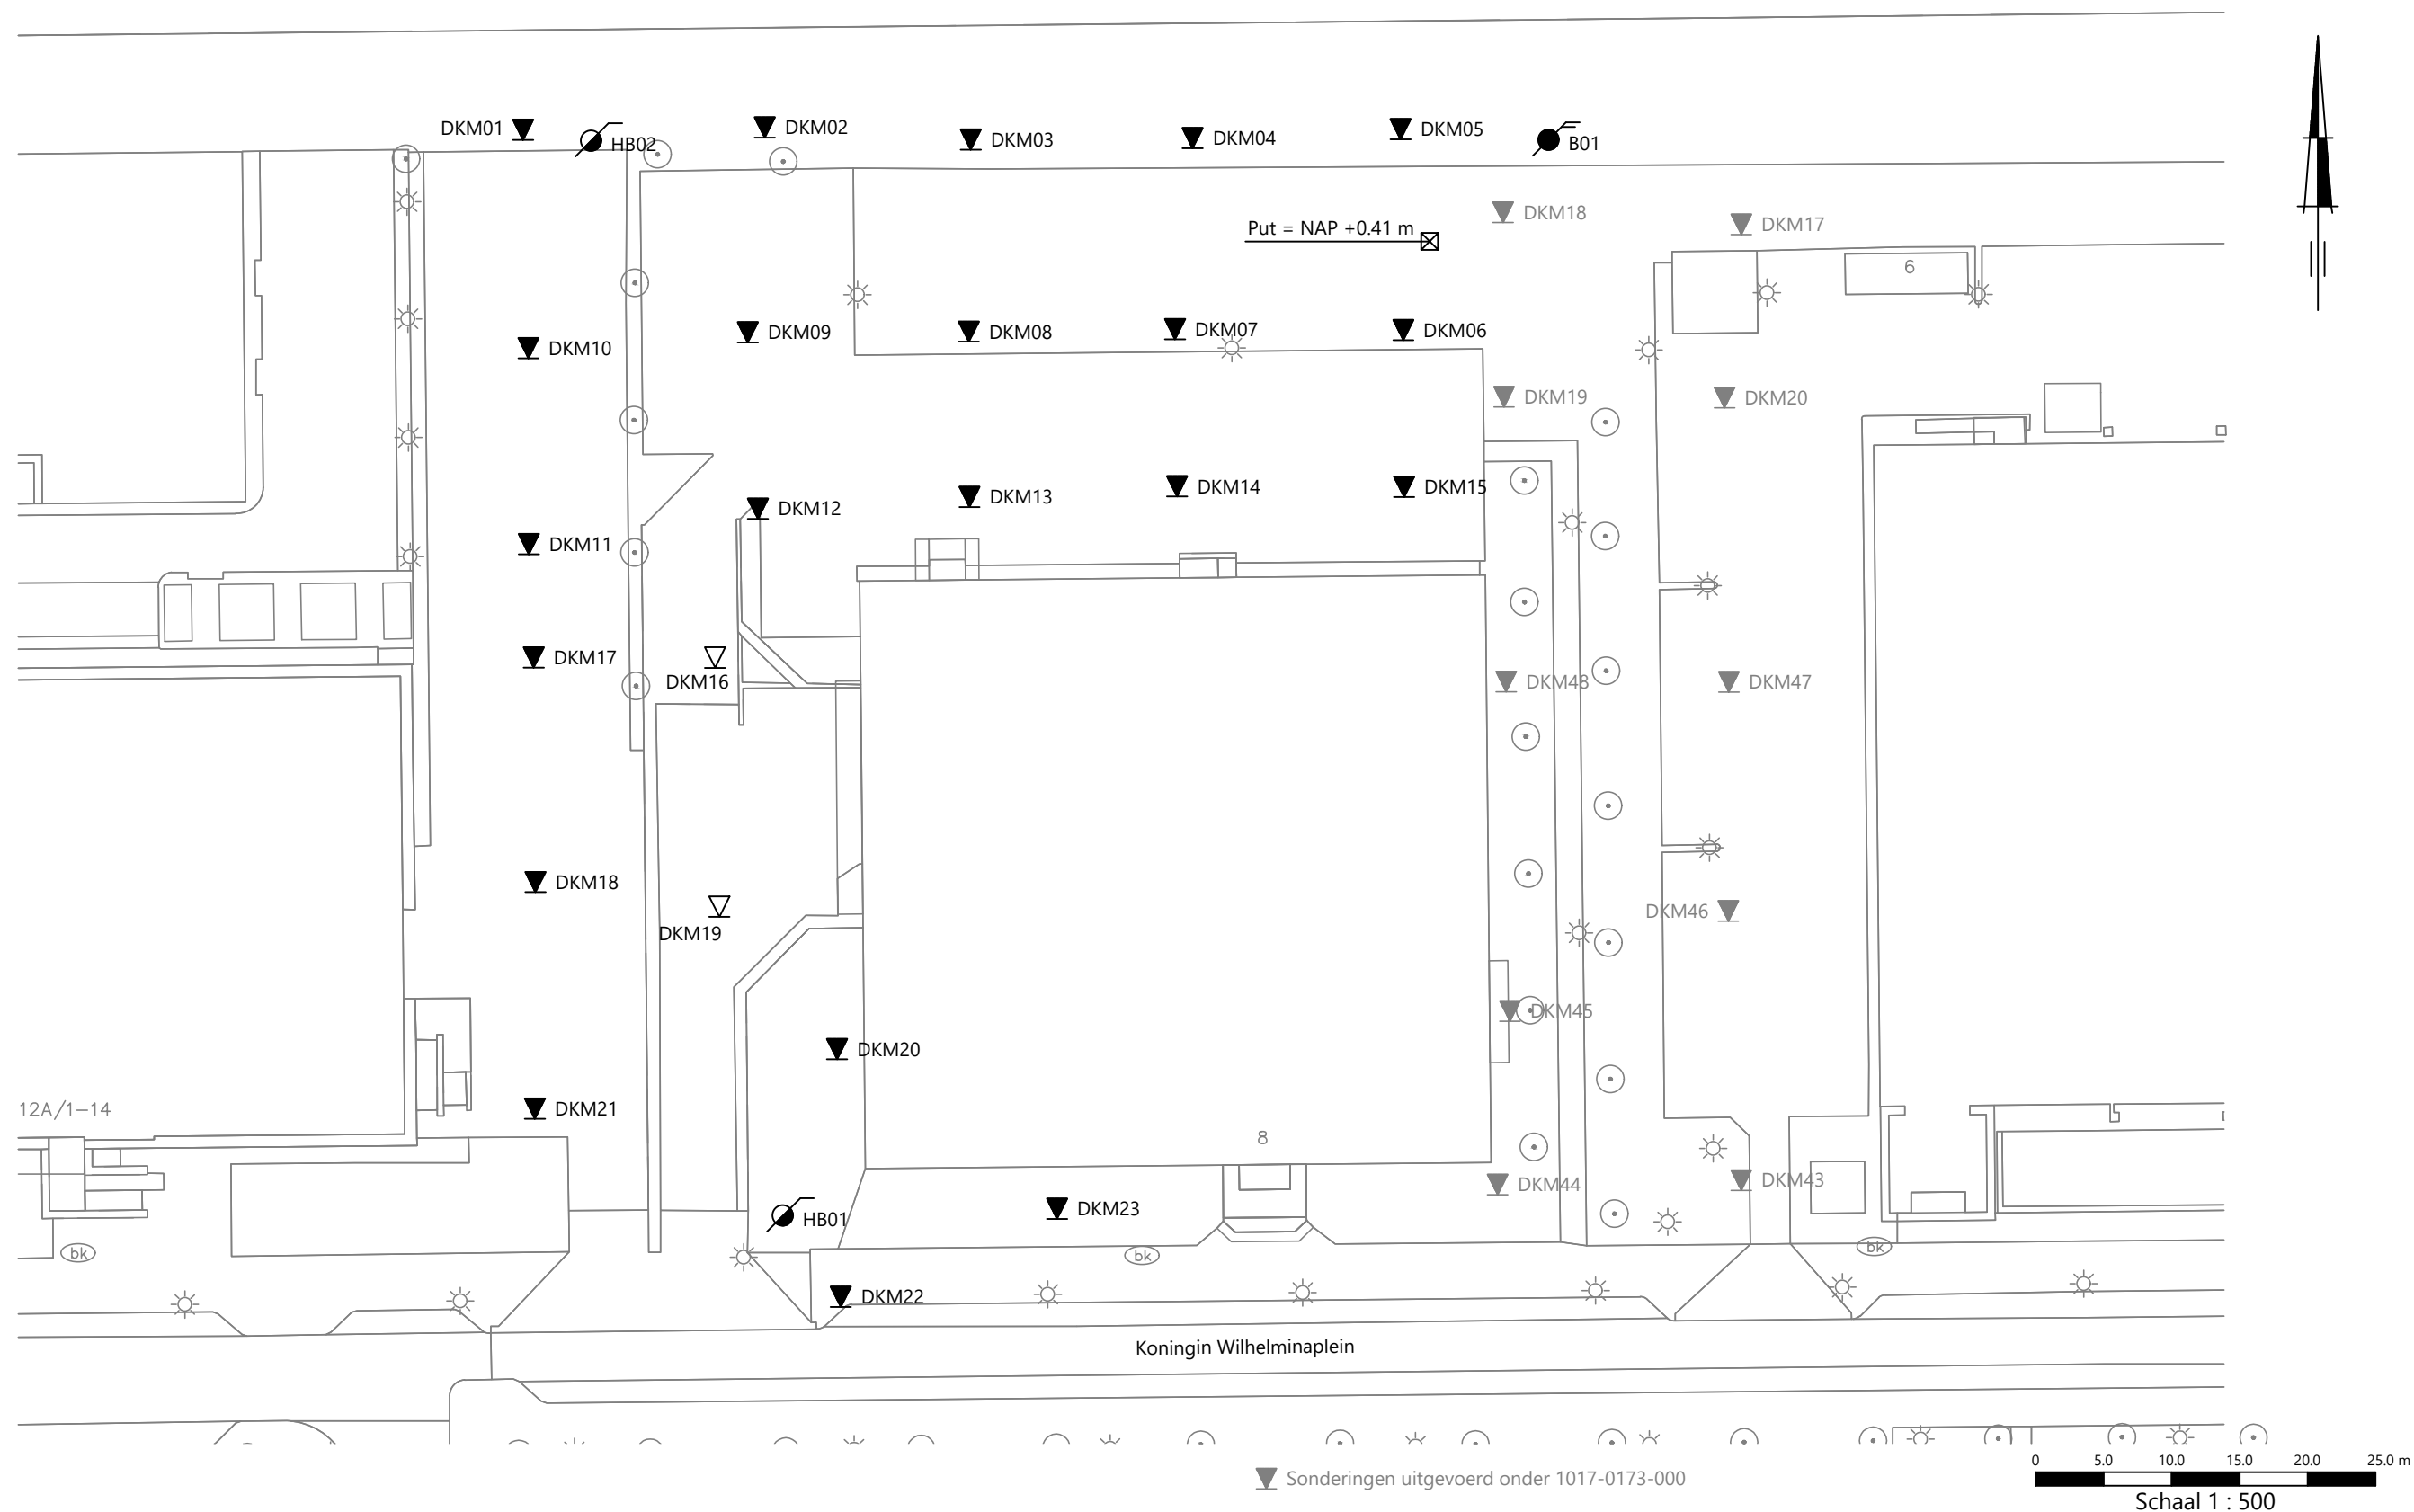 DKM01
HB02
DKM02
DKM03
DKM04
DKM05
B01
DKM18
DKM17
Put = NAP +0.41 m
6
DKM10
DKM09
DKM08
DKM07
DKM06
DKM19
DKM20
DKM11
DKM12
DKM13
DKM14
DKM15
DKM17
DKM16
DKM48
DKM47
DKM18
DKM19
DKM46
DKM45
DKM20
12A/1-14
DKM21
8
HB01
DKM23
DKM44
DKM43
bk
bk
bk
DKM22
Koningin Wilhelminaplein
Sonderingen uitgevoerd onder 1017-0173-000
0 5.0 10.0 15.0 20.0 25.0 m
Schaal 1 : 500